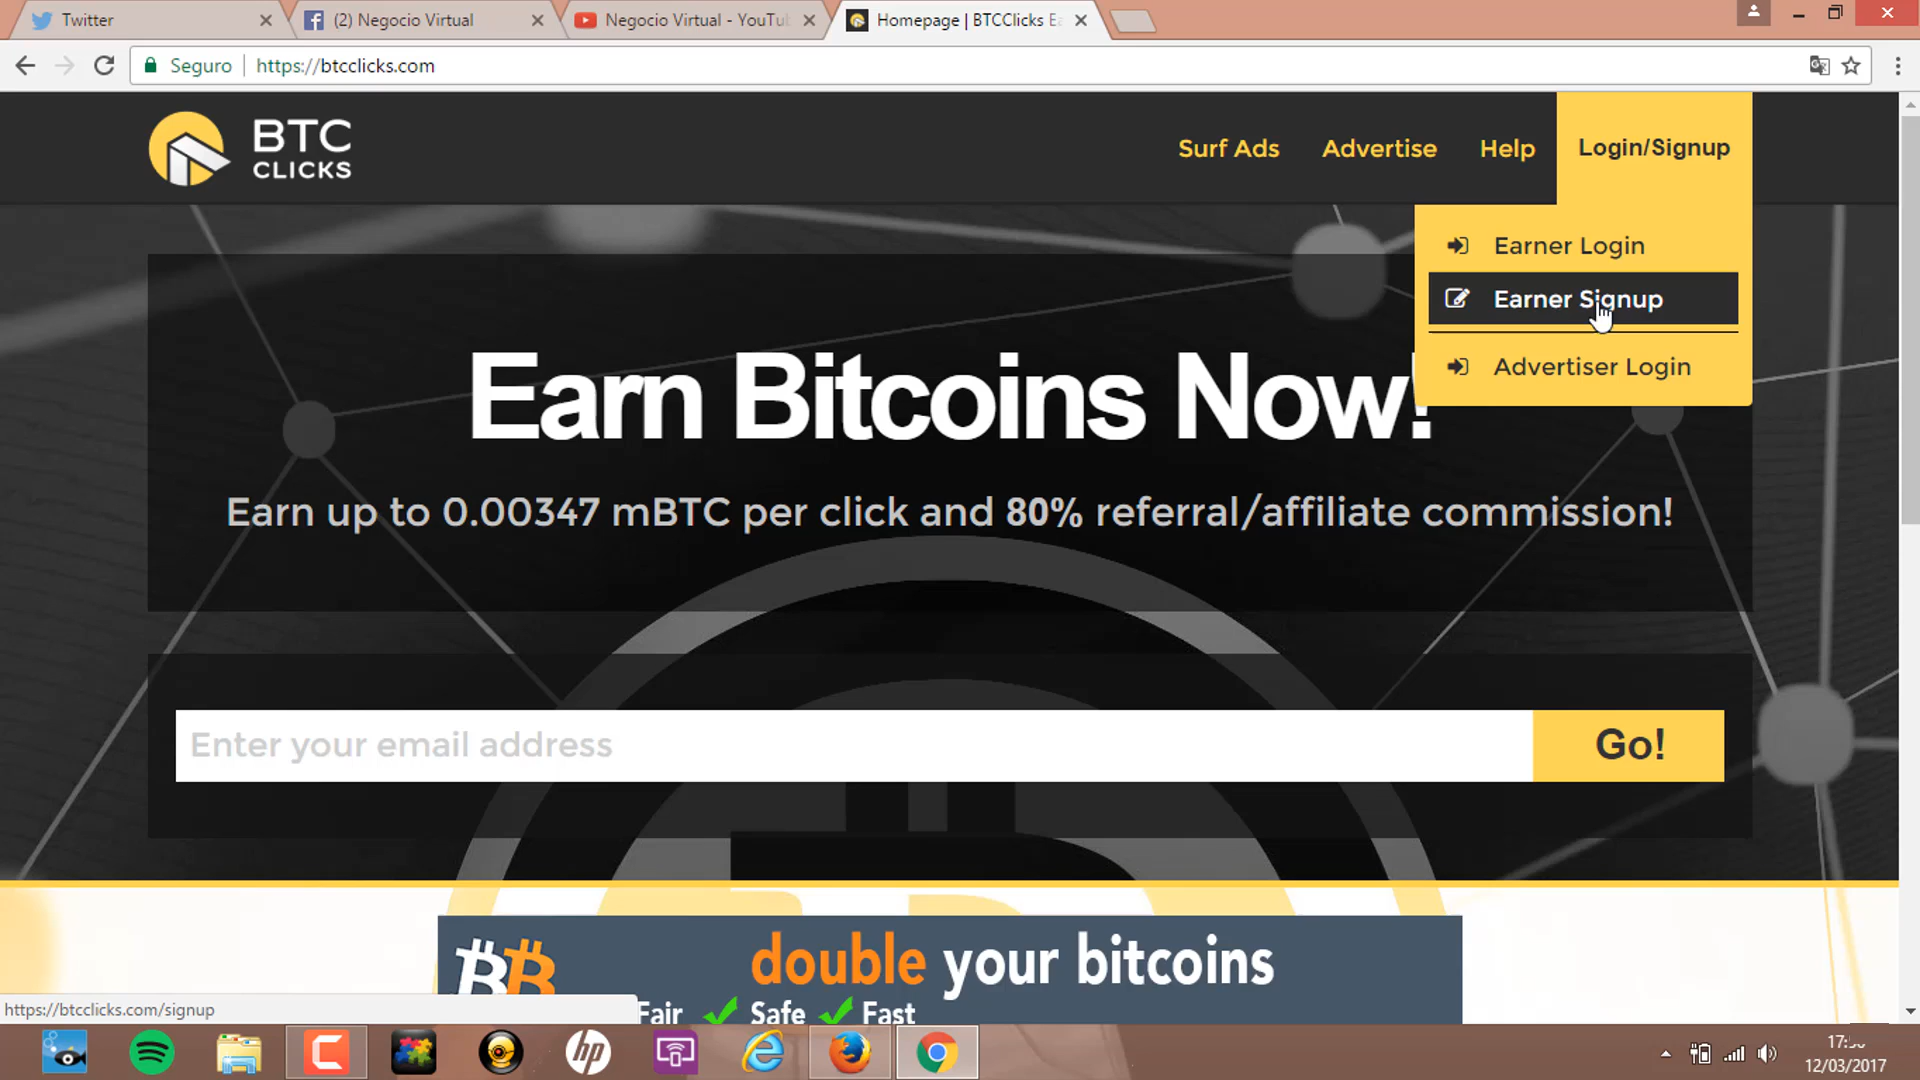 Twitter
(2) Negocio Virtual
Negocio Virtual - YouTu
Homepage | BTCClicks Ea
Seguro
https://btcclicks.com
BTC
CLICKS
Surf Ads
Advertise
Help
Login/Signup
Earner Login
Earner Signup
Advertiser Login
Earn Bitcoins Now!
Earn up to 0.00347 mBTC per click and 80% referral/affiliate commission!
Enter your email address
Go!
double your bitcoins
Fair
Safe
Fast
https://btcclicks.com/signup
hp
12/03/2017